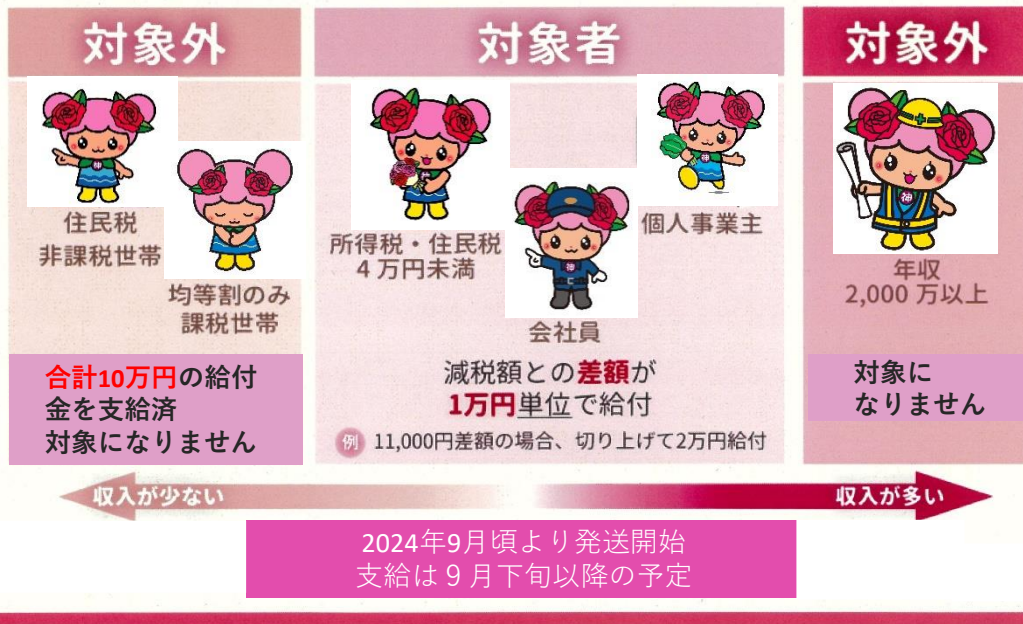 対象外
住民税
非課税世帯
均等割のみ
課税世帯
合計10万円の給付
金を支給済
対象になりません
対象者
所得税・住民税
4万円未満
神
会社員
個人事業主
減税額との差額が
1万円単位で給付
例 11,000円差額の場合、切り上げて2万円給付
対象外
神
年収
2,000 万以上
対象に
なりません
収入が少ない
収入が多い
2024年9月頃より発送開始
支給は９月下旬以降の予定